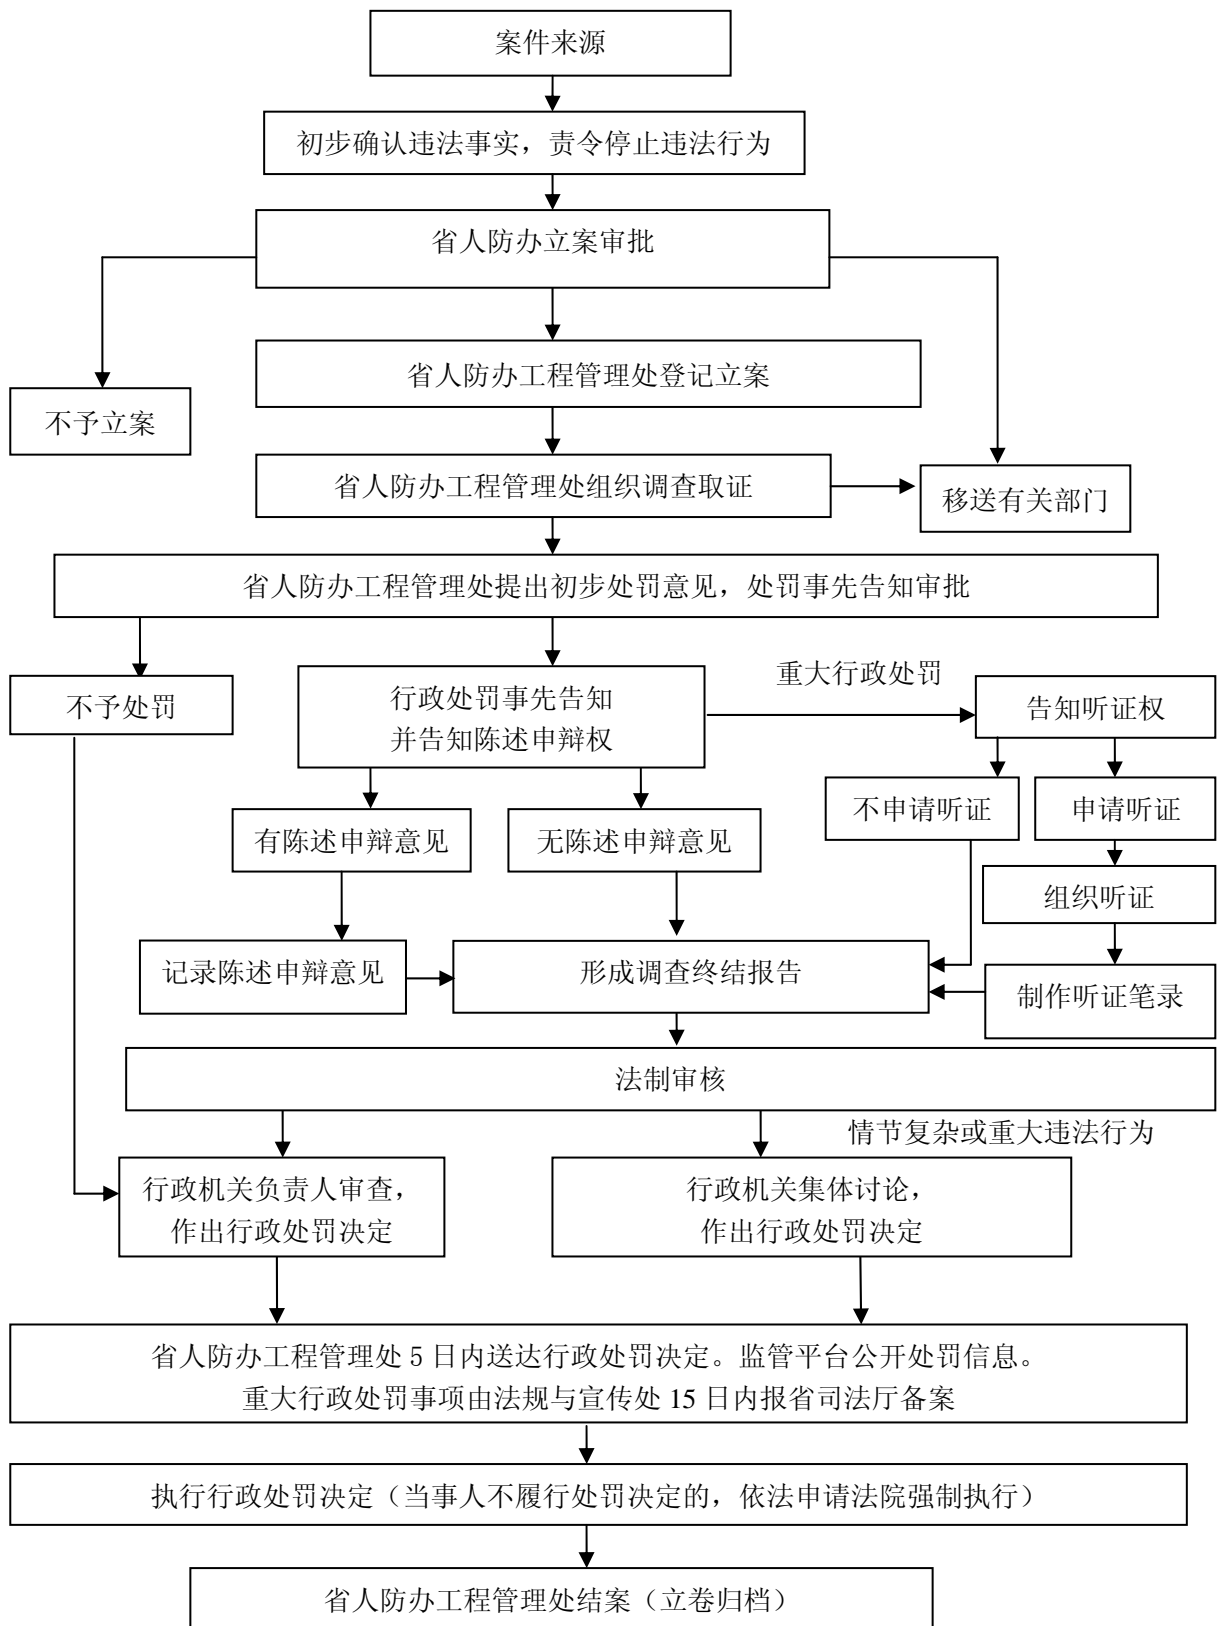 案件来源
初步确认违法事实，责令停止违法行为
省人防办立案审批
省人防办工程管理处登记立案
不予立案
省人防办工程管理处组织调查取证
移送有关部门
省人防办工程管理处提出初步处罚意见，处罚事先告知审批
重大行政处罚
不予处罚
行政处罚事先告知
并告知陈述申辩权
告知听证权
不申请听证
申请听证
有陈述申辩意见
无陈述申辩意见
组织听证
记录陈述申辩意见
形成调查终结报告
制作听证笔录
法制审核
情节复杂或重大违法行为
行政机关负责人审查，
作出行政处罚决定
行政机关集体讨论，
作出行政处罚决定
省人防办工程管理处 5 日内送达行政处罚决定。监管平台公开处罚信息。
重大行政处罚事项由法规与宣传处 15 日内报省司法厅备案
执行行政处罚决定（当事人不履行处罚决定的，依法申请法院强制执行）
省人防办工程管理处结案（立卷归档）